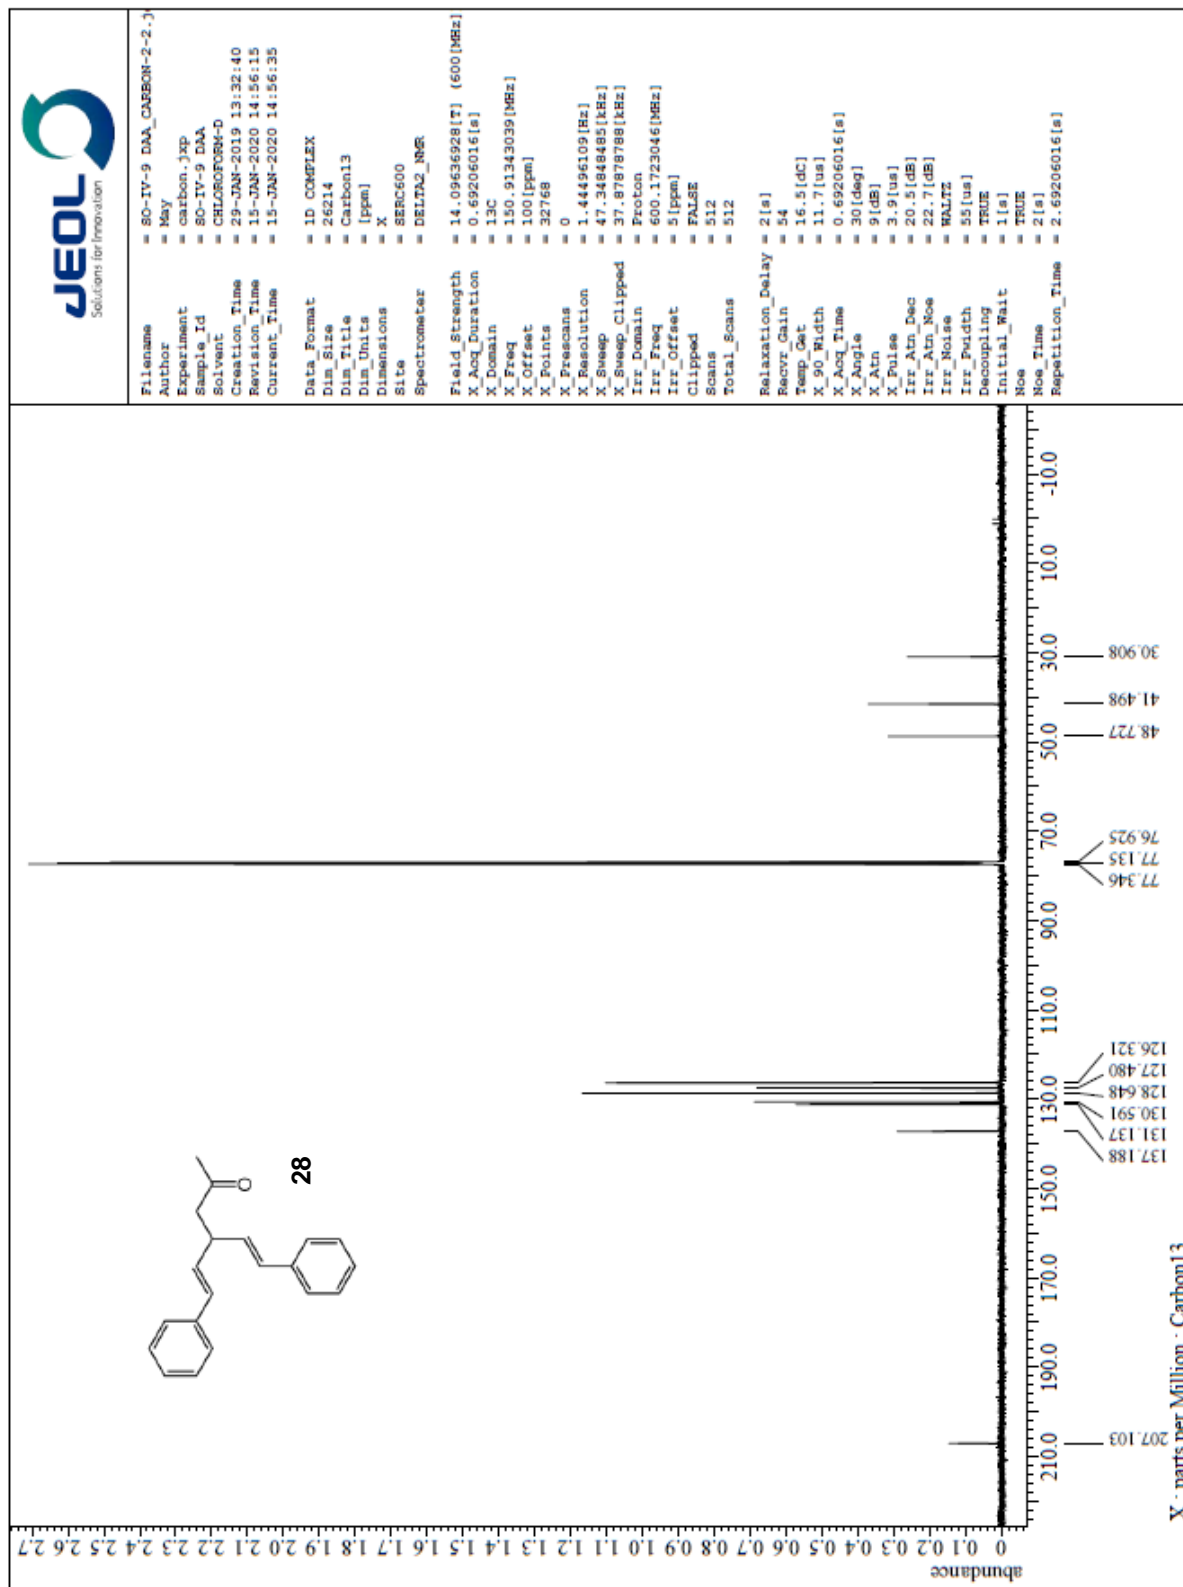 JEOL
Solutions for Innovation
Filename = SO-IV-9 DAA_CARBON-2-2.j
Author = May
Experiment = carbon.jxp
Sample_Id = SO-IV-9 DAA
Solvent = CHLOROFORM-D
Creation_Time = 29-JAN-2019 13:32:40
Revision_Time = 15-JAN-2020 14:56:15
Current_Time = 15-JAN-2020 14:56:35
Data_Format = 1D COMPLEX
Dim_Size = 26214
Dim_Title = Carbon13
Dim_Units = [ppm]
Dimensions = X
Site = SERC600
Spectrometer = DELTA2_NMR
Field_Strength = 14.09636928[T] (600[MHz]
X_Acq_Duration = 0.69206016[s]
X_Domain = 13C
X_Freq = 150.91343039[MHz]
X_Offset = 100[ppm]
X_Points = 32768
X_Prescans = 0
X_Resolution = 1.44496109[Hz]
X_Sweep = 47.34848485[kHz]
X_Sweep_Clipped = 37.87878788[kHz]
Irr_Domain = Proton
Irr_Freq = 600.1723046[MHz]
Irr_Offset = 5[ppm]
Clipped = FALSE
Scans = 512
Total_Scans = 512
Relaxation_Delay = 2[s]
Recvr_Gain = 54
Temp_Get = 16.5[dC]
X_90_Width = 11.7[us]
X_Acq_Time = 0.69206016[s]
X_Angle = 30[deg]
X_Atn = 9[dB]
X_Pulse = 3.9[us]
Irr_Atn_Dec = 20.5[dB]
Irr_Atn_Noe = 22.7[dB]
Irr_Noise = WALTZ
Irr_Pwidth = 55[us]
Decoupling = TRUE
Initial_Wait = 1[s]
Noe = TRUE
Noe_Time = 2[s]
Repetition_Time = 2.69206016[s]
O
28
abundance
0 0.1 0.2 0.3 0.4 0.5 0.6 0.7 0.8 0.9 1.0 1.1 1.2 1.3 1.4 1.5 1.6 1.7 1.8 1.9 2.0 2.1 2.2 2.3 2.4 2.5 2.6 2.7
210.0 190.0 170.0 150.0 130.0 110.0 90.0 70.0 50.0 30.0 10.0 -10.0
207.103
137.188
131.137
130.591
128.648
127.480
126.321
77.346
77.135
76.925
48.727
41.498
30.908
X : parts per Million : Carbon13